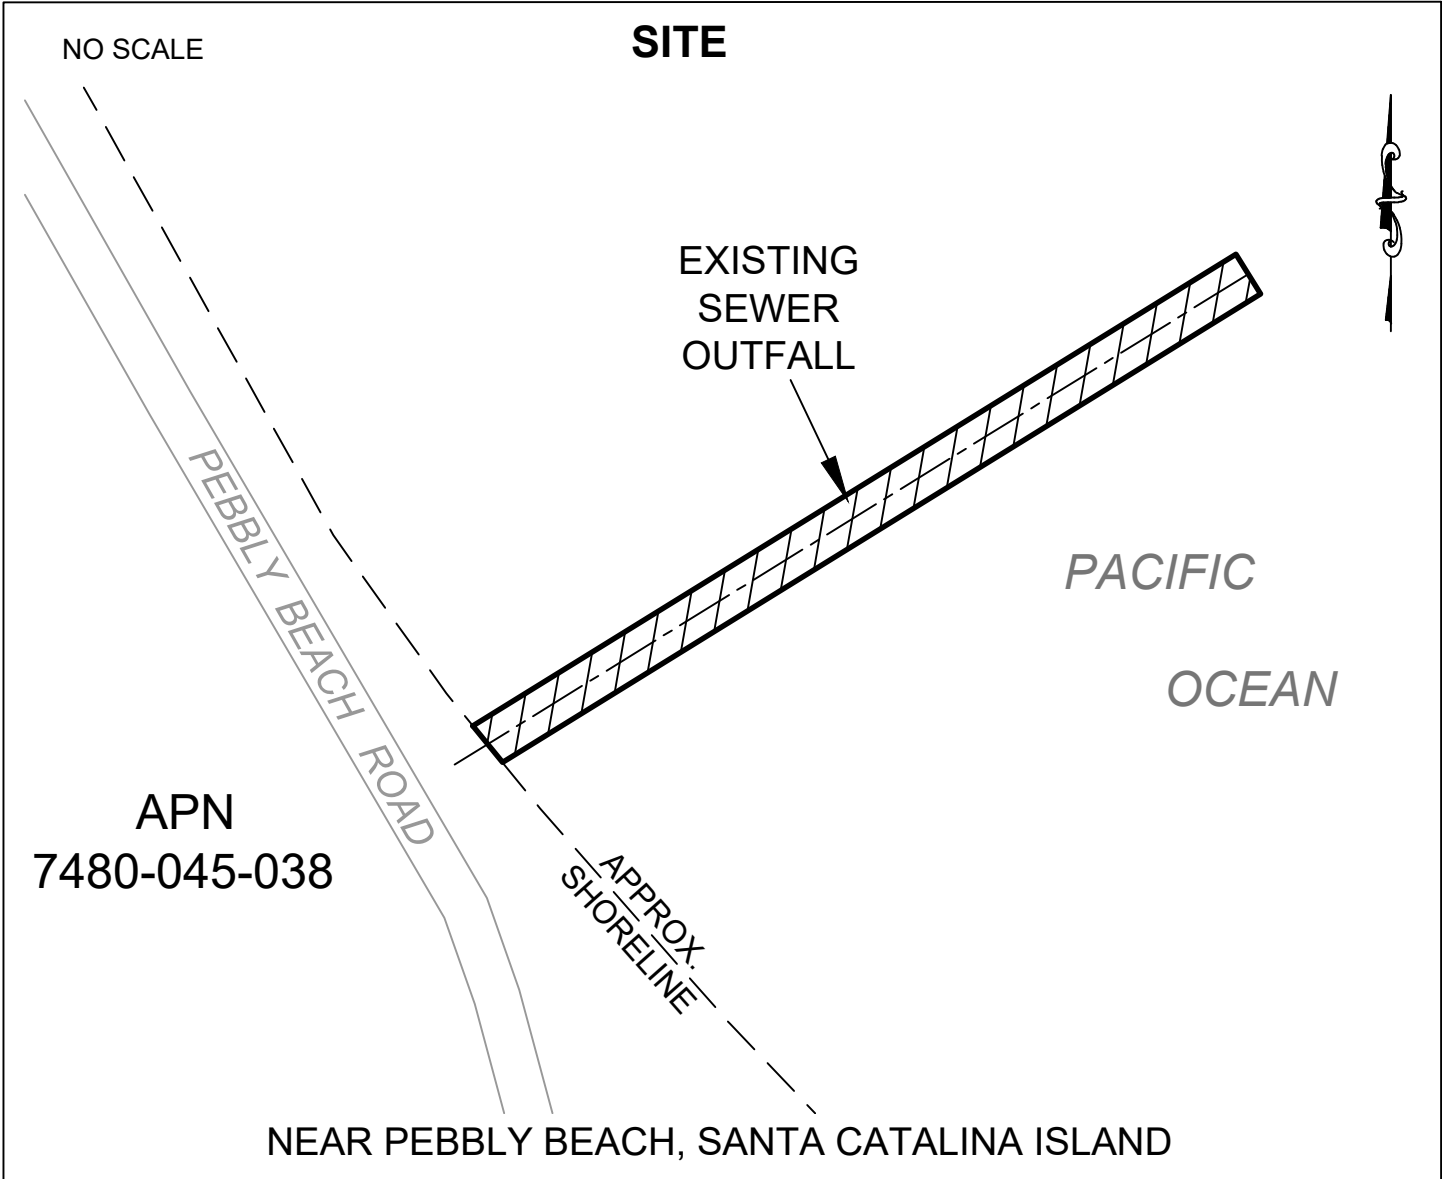 NO SCALE
SITE
EXISTING
SEWER
OUTFALL
PACIFIC
OCEAN
PEBBLY BEACH ROAD
APN
7480-045-038
APPROX.
SHORELINE
NEAR PEBBLY BEACH, SANTA CATALINA ISLAND